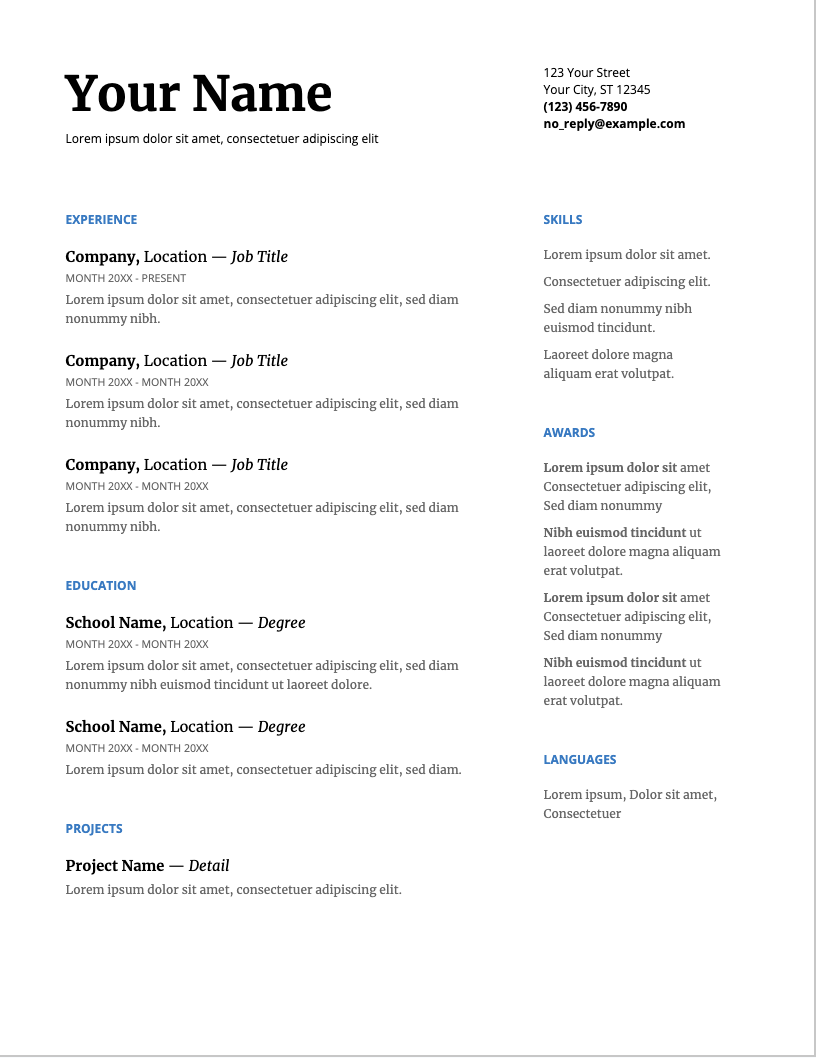 Your Name
Lorem ipsum dolor sit amet, consectetuer adipiscing elit
123 Your Street
Your City, ST 12345
(123) 456-7890
no_reply@example.com
EXPERIENCE
Company, Location — Job Title
MONTH 20XX - PRESENT
Lorem ipsum dolor sit amet, consectetuer adipiscing elit, sed diam
nonummy nibh.
Company, Location — Job Title
MONTH 20XX - MONTH 20XX
Lorem ipsum dolor sit amet, consectetuer adipiscing elit, sed diam
nonummy nibh.
Company, Location — Job Title
MONTH 20XX - MONTH 20XX
Lorem ipsum dolor sit amet, consectetuer adipiscing elit, sed diam
nonummy nibh.
EDUCATION
School Name, Location — Degree
MONTH 20XX - MONTH 20XX
Lorem ipsum dolor sit amet, consectetuer adipiscing elit, sed diam
nonummy nibh euismod tincidunt ut laoreet dolore.
School Name, Location — Degree
MONTH 20XX - MONTH 20XX
Lorem ipsum dolor sit amet, consectetuer adipiscing elit, sed diam.
PROJECTS
Project Name — Detail
Lorem ipsum dolor sit amet, consectetuer adipiscing elit.
SKILLS
Lorem ipsum dolor sit amet.
Consectetuer adipiscing elit.
Sed diam nonummy nibh
euismod tincidunt.
Laoreet dolore magna
aliquam erat volutpat.
AWARDS
Lorem ipsum dolor sit amet
Consectetuer adipiscing elit,
Sed diam nonummy
Nibh euismod tincidunt ut
laoreet dolore magna aliquam
erat volutpat.
Lorem ipsum dolor sit amet
Consectetuer adipiscing elit,
Sed diam nonummy
Nibh euismod tincidunt ut
laoreet dolore magna aliquam
erat volutpat.
LANGUAGES
Lorem ipsum, Dolor sit amet,
Consectetuer